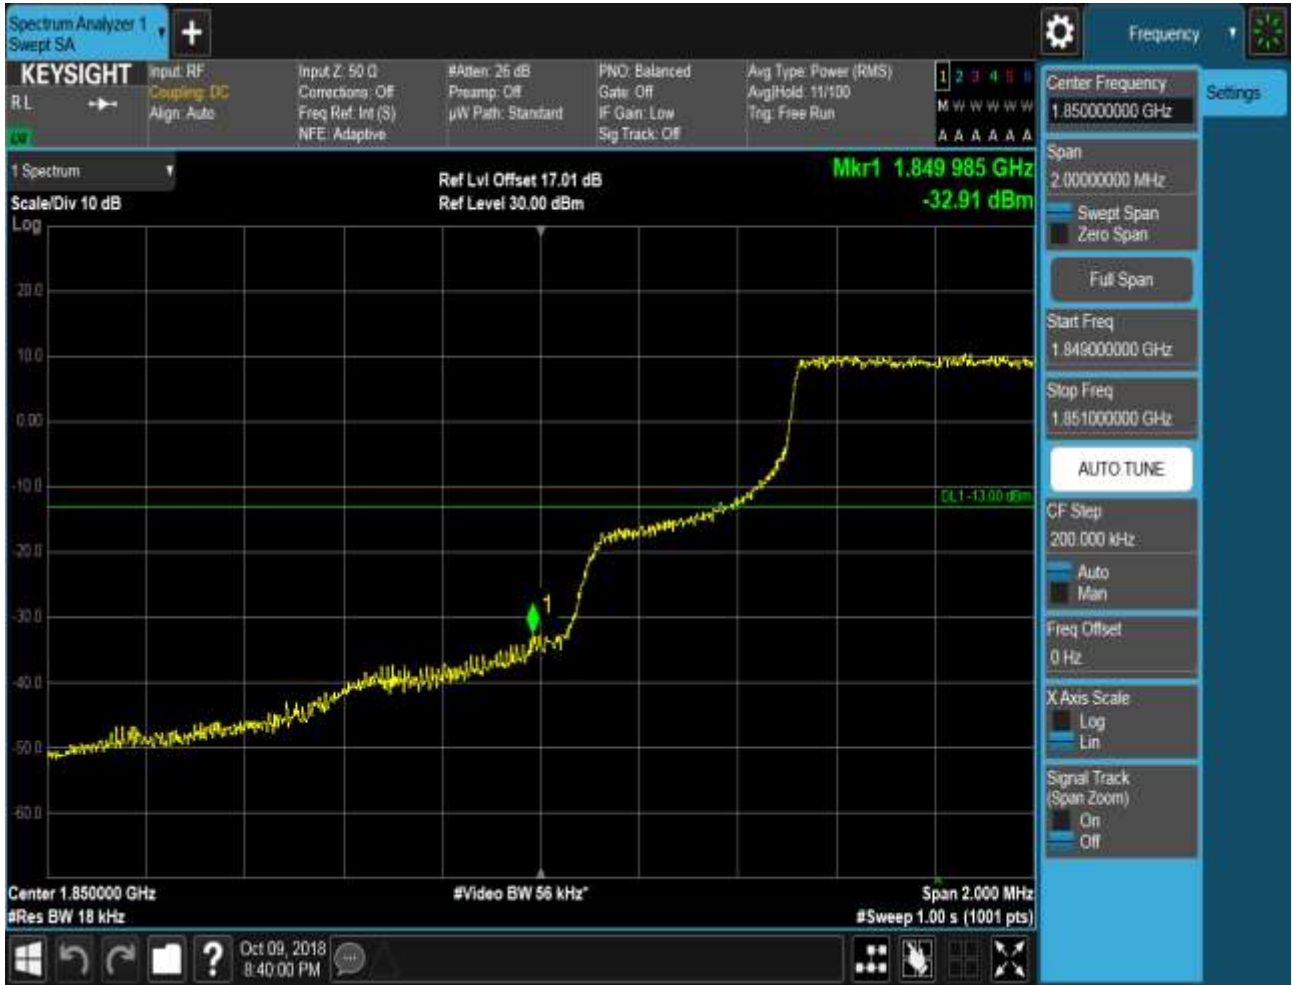 Spectrum Analyzer 1
Swept SA
Frequency
KEYSIGHT
R L
LXI
Input: RF
Coupling: DC
Align: Auto
Input Z: 50 Ω
Corrections: Off
Freq Ref: Int (S)
NFE: Adaptive
#Atten: 26 dB
Preamp: Off
µW Path: Standard
PNO: Balanced
Gate: Off
IF Gain: Low
Sig Track: Off
Avg Type: Power (RMS)
Avg|Hold: 11/100
Trig: Free Run
1 2 3 4 5 6
M W W W W W
A A A A A A
Center Frequency
1.850000000 GHz
Settings
1 Spectrum
Scale/Div 10 dB
Log
Ref Lvl Offset 17.01 dB
Ref Level 30.00 dBm
Mkr1 1.849 985 GHz
-32.91 dBm
Span
2.00000000 MHz
Swept Span
Zero Span
Full Span
Start Freq
1.849000000 GHz
Stop Freq
1.851000000 GHz
AUTO TUNE
CF Step
200.000 kHz
Auto
Man
Freq Offset
0 Hz
X Axis Scale
Log
Lin
Signal Track
(Span Zoom)
On
Off
20.0
10.0
0.00
-10.0
-20.0
-30.0
-40.0
-50.0
-60.0
DL1 -13.00 dBm
1
Center 1.850000 GHz
#Res BW 18 kHz
#Video BW 56 kHz*
Span 2.000 MHz
#Sweep 1.00 s (1001 pts)
Oct 09, 2018
8:40:00 PM